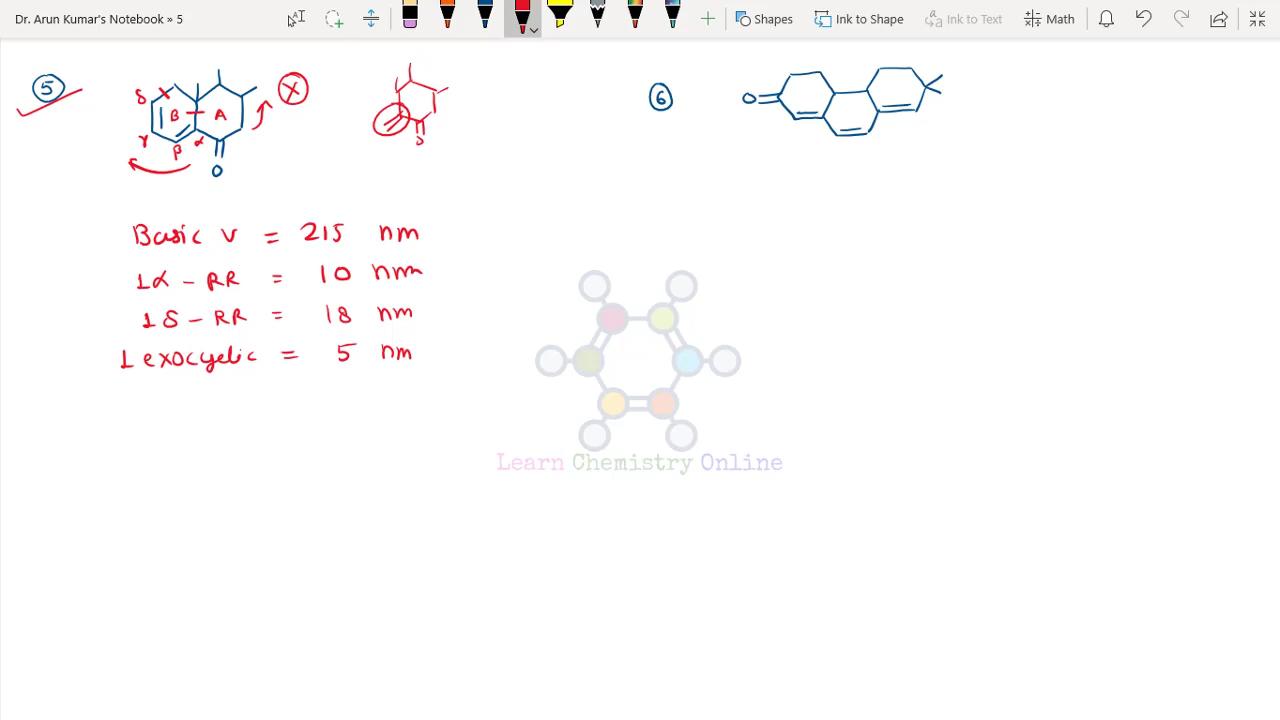 Dr. Arun Kumar's Notebook » 5
Shapes
Ink to Shape
Ink to Text
Math
5
δ
B
A
γ
β
α
O
X
O
6
O
Basic v = 215 nm
1α - RR = 10 nm
1δ - RR = 18 nm
1 exocyclic = 5 nm
Learn Chemistry Online